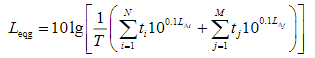 L_eqg = 10lg[ 1/T ( ∑_{i=1}^{N} t_i 10^{0.1L_{Ai}} + ∑_{j=1}^{M} t_j 10^{0.1L_{Aj}} ) ]